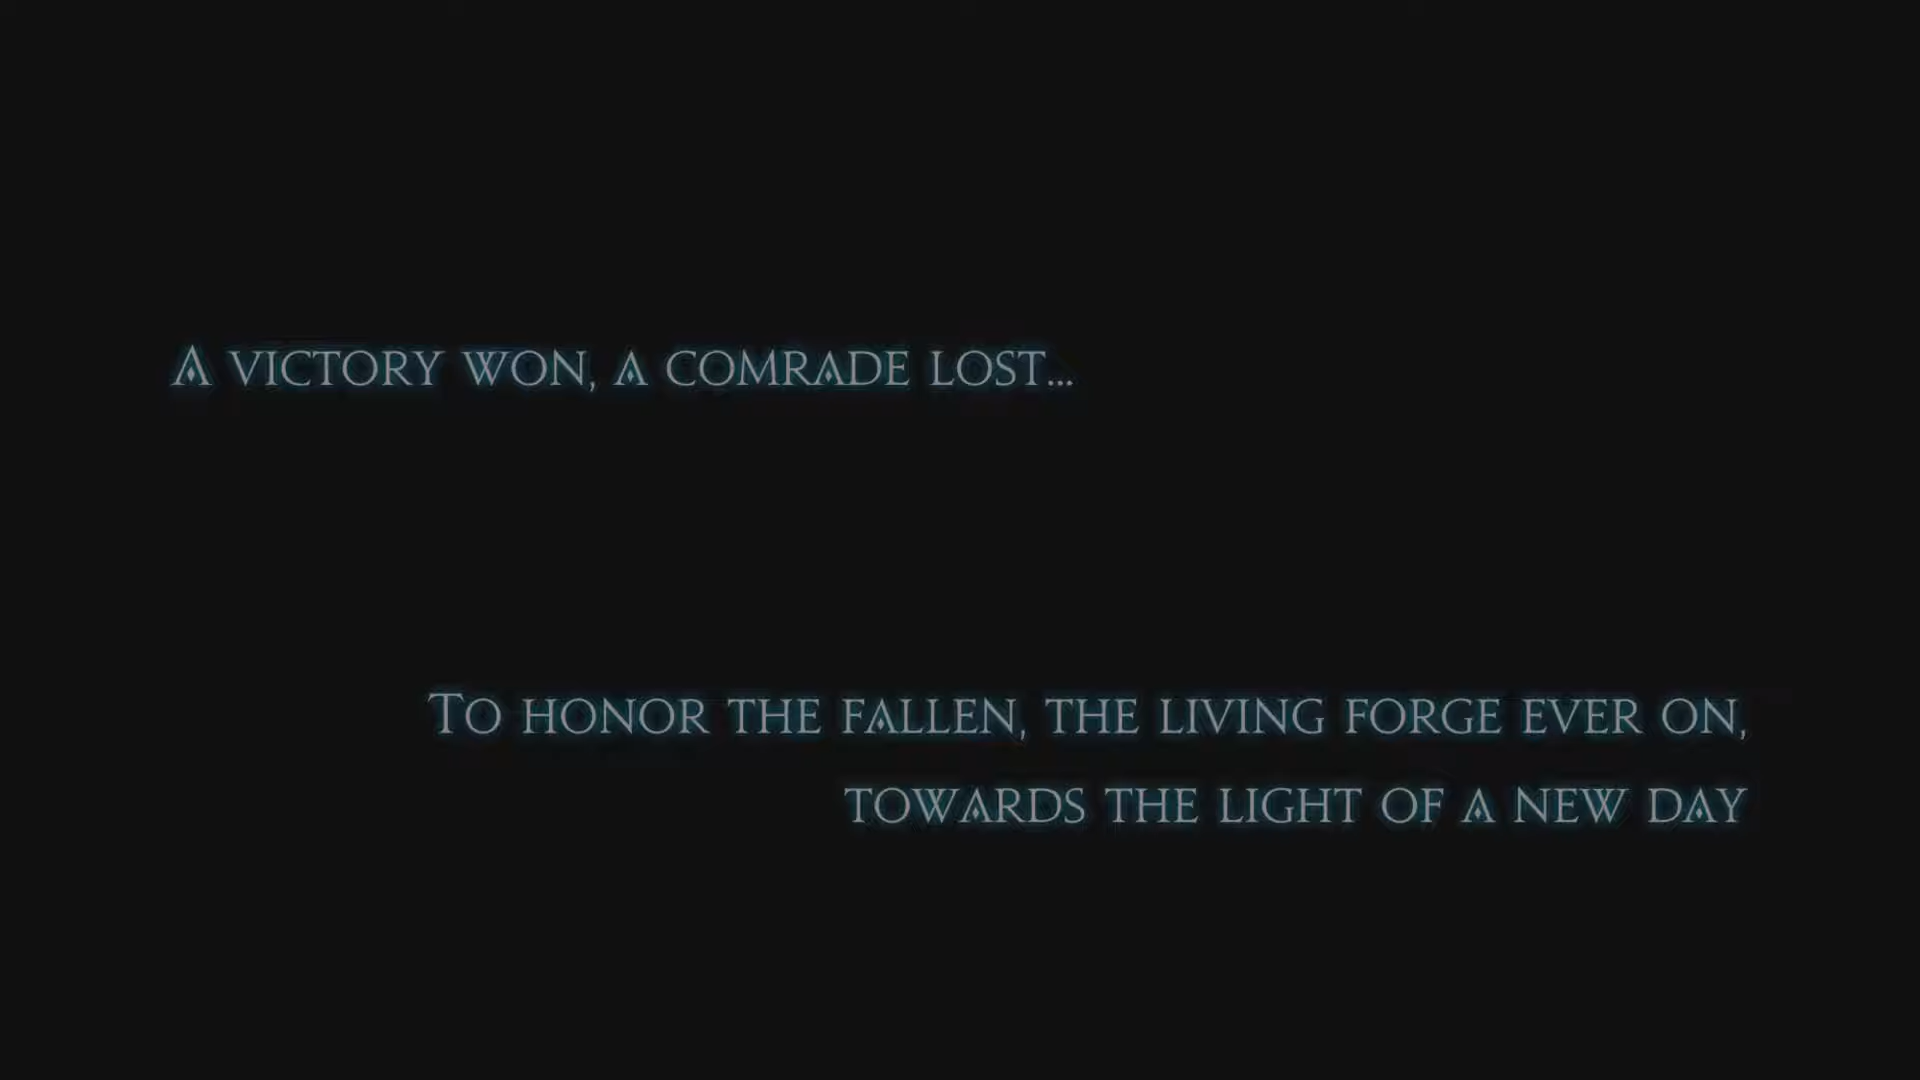 A victory won, a comrade lost...
To honor the fallen, the living forge ever on,
towards the light of a new day